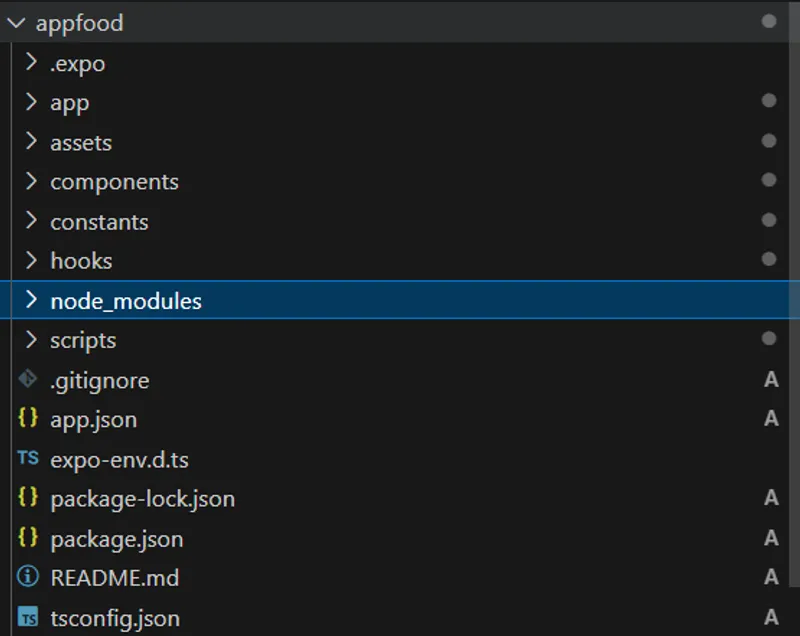 appfood
.expo
app
assets
components
constants
hooks
node_modules
scripts
.gitignore A
{} app.json A
TS expo-env.d.ts
{} package-lock.json A
{} package.json A
README.md A
TS tsconfig.json A